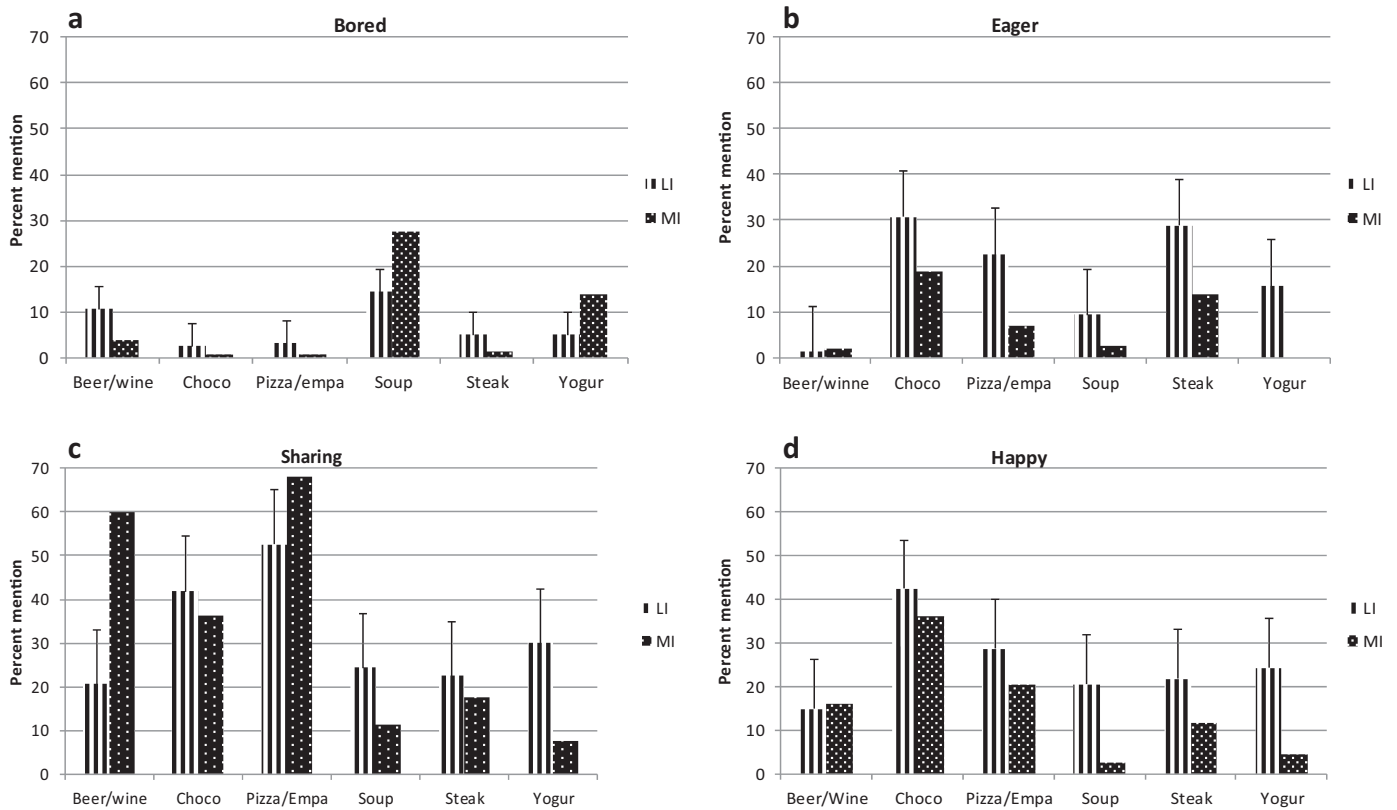 a
Bored
70
60
50
40
30
20
10
0
Percent mention
Beer/wine Choco Pizza/empa Soup Steak Yogur
LI
MI
b
Eager
70
60
50
40
30
20
10
0
Percent mention
Beer/winne Choco Pizza/empa Soup Steak Yogur
LI
MI
c
Sharing
70
60
50
40
30
20
10
0
Percent mention
Beer/wine Choco Pizza/Empa Soup Steak Yogur
LI
MI
d
Happy
70
60
50
40
30
20
10
0
Percent mention
Beer/Wine Choco Pizza/Empa Soup Steak Yogur
LI
MI